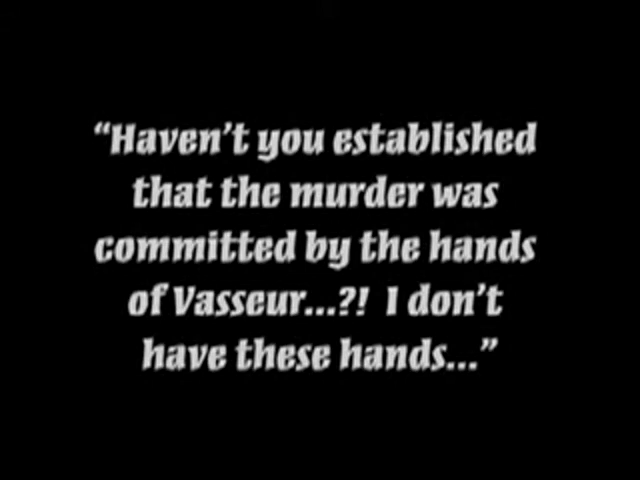 “Haven’t you established
that the murder was
committed by the hands
of Vasseur...?!  I don’t
have these hands...”